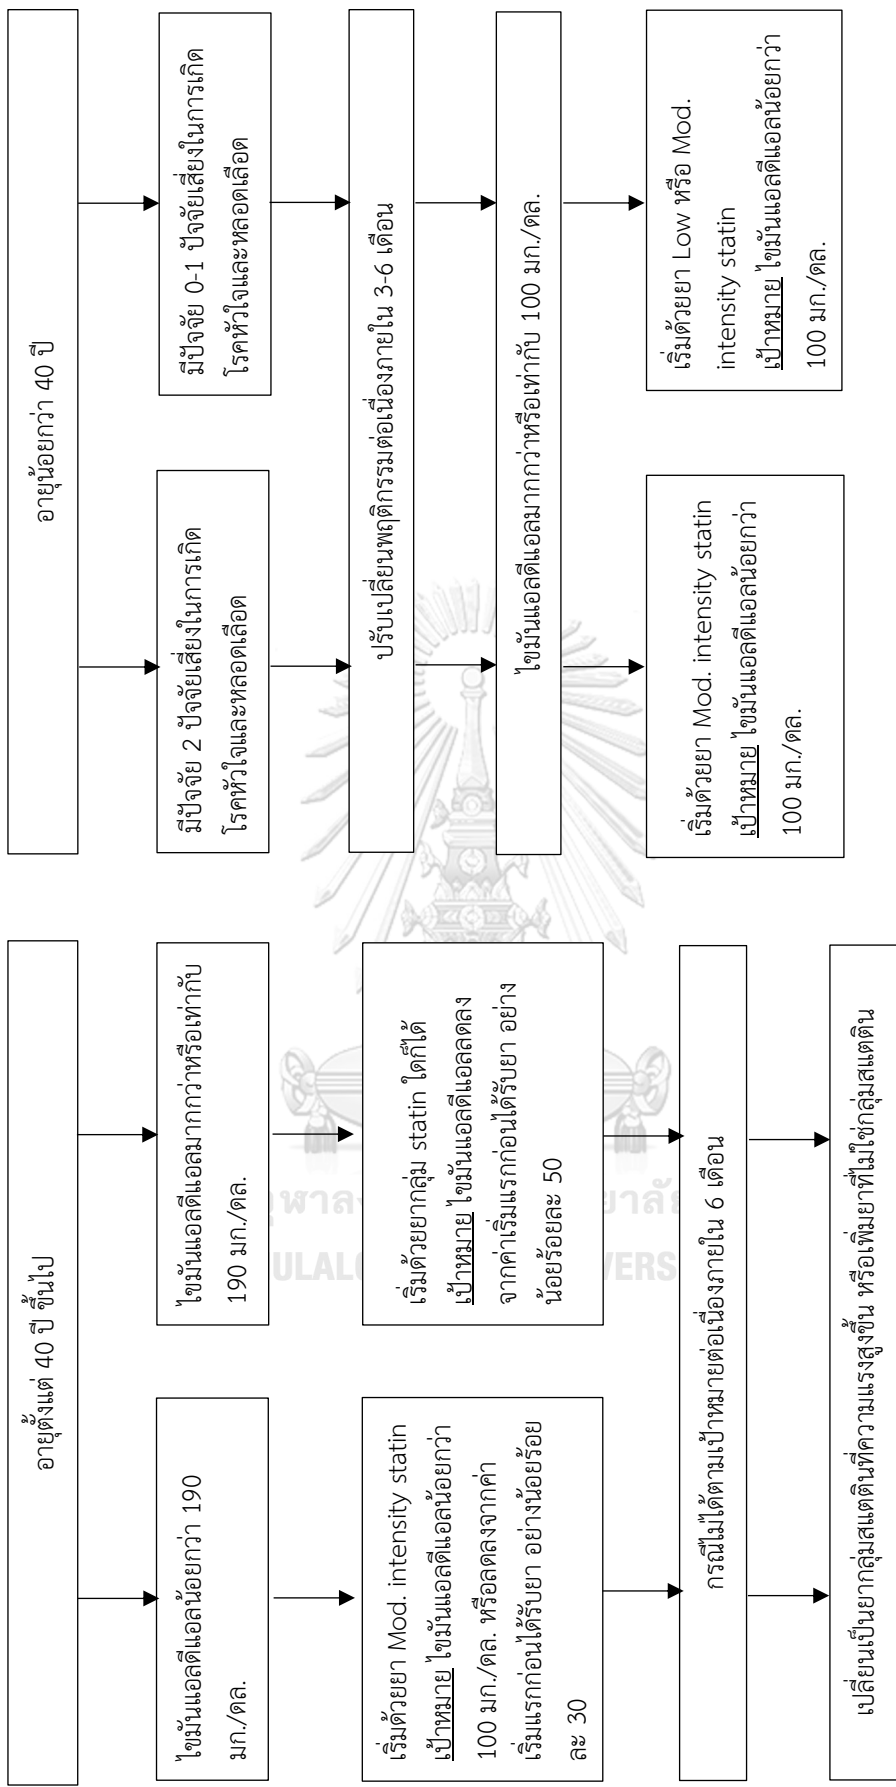 อายุตั้งแต่ 40 ปี ขึ้นไป
ไขมันแอลดีแอลน้อยกว่า 190
มก./ดล.
ไขมันแอลดีแอลมากกว่าหรือเท่ากับ
190 มก./ดล.
เริ่มด้วยยา Mod. intensity statin
เป้าหมาย ไขมันแอลดีแอลน้อยกว่า
100 มก./ดล. หรือลดลงจากค่า
เริ่มแรกก่อนได้รับยา อย่างน้อยร้อย
ละ 30
เริ่มด้วยยากลุ่ม statin ใดก็ได้
เป้าหมาย ไขมันแอลดีแอลลดลง
จากค่าเริ่มแรกก่อนได้รับยา อย่าง
น้อยร้อยละ 50
กรณีไม่ได้ตามเป้าหมายต่อเนื่องภายใน 6 เดือน
เปลี่ยนเป็นยากลุ่มสแตตินที่ความแรงสูงขึ้น หรือเพิ่มยาที่ไม่ใช่กลุ่มสแตติน
อายุน้อยกว่า 40 ปี
มีปัจจัย 2 ปัจจัยเสี่ยงในการเกิด
โรคหัวใจและหลอดเลือด
มีปัจจัย 0-1 ปัจจัยเสี่ยงในการเกิด
โรคหัวใจและหลอดเลือด
ปรับเปลี่ยนพฤติกรรมต่อเนื่องภายใน 3-6 เดือน
ไขมันแอลดีแอลมากกว่าหรือเท่ากับ 100 มก./ดล.
เริ่มด้วยยา Mod. intensity statin
เป้าหมาย ไขมันแอลดีแอลน้อยกว่า
100 มก./ดล.
เริ่มด้วยยา Low หรือ Mod.
intensity statin
เป้าหมาย ไขมันแอลดีแอลน้อยกว่า
100 มก./ดล.